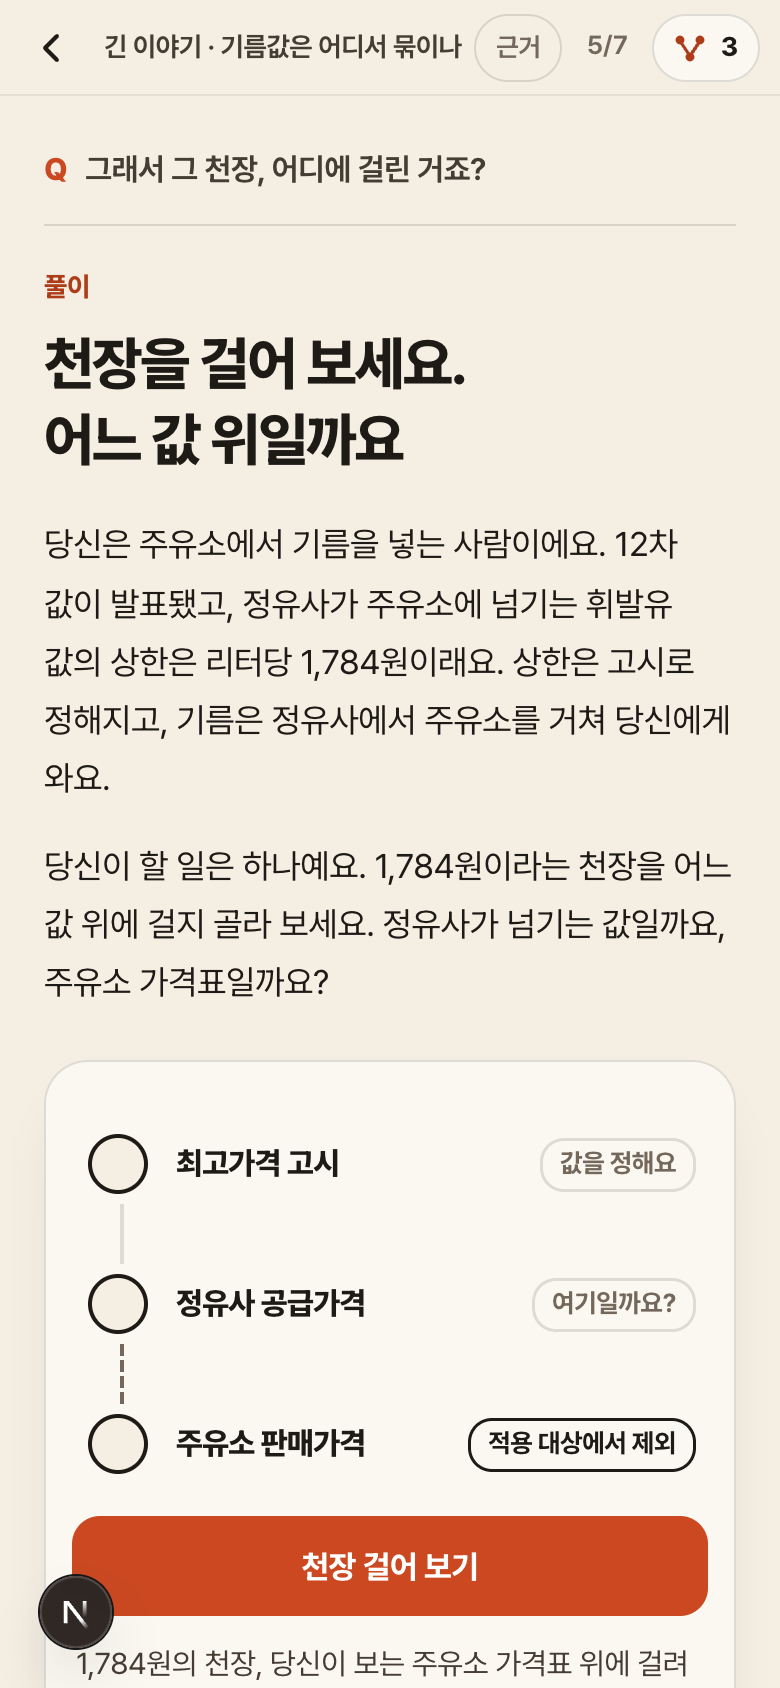 긴 이야기 · 기름값은 어디서 묶이나 근거 5/7 3
Q 그래서 그 천장, 어디에 걸린 거죠?
풀이
천장을 걸어 보세요.
어느 값 위일까요
당신은 주유소에서 기름을 넣는 사람이에요. 12차
값이 발표됐고, 정유사가 주유소에 넘기는 휘발유
값의 상한은 리터당 1,784원이래요. 상한은 고시로
정해지고, 기름은 정유사에서 주유소를 거쳐 당신에게
와요.
당신이 할 일은 하나예요. 1,784원이라는 천장을 어느
값 위에 걸지 골라 보세요. 정유사가 넘기는 값일까요,
주유소 가격표일까요?
최고가격 고시 값을 정해요
정유사 공급가격 여기일까요?
주유소 판매가격 적용 대상에서 제외
천장 걸어 보기
N
1,784원의 천장, 당신이 보는 주유소 가격표 위에 걸려